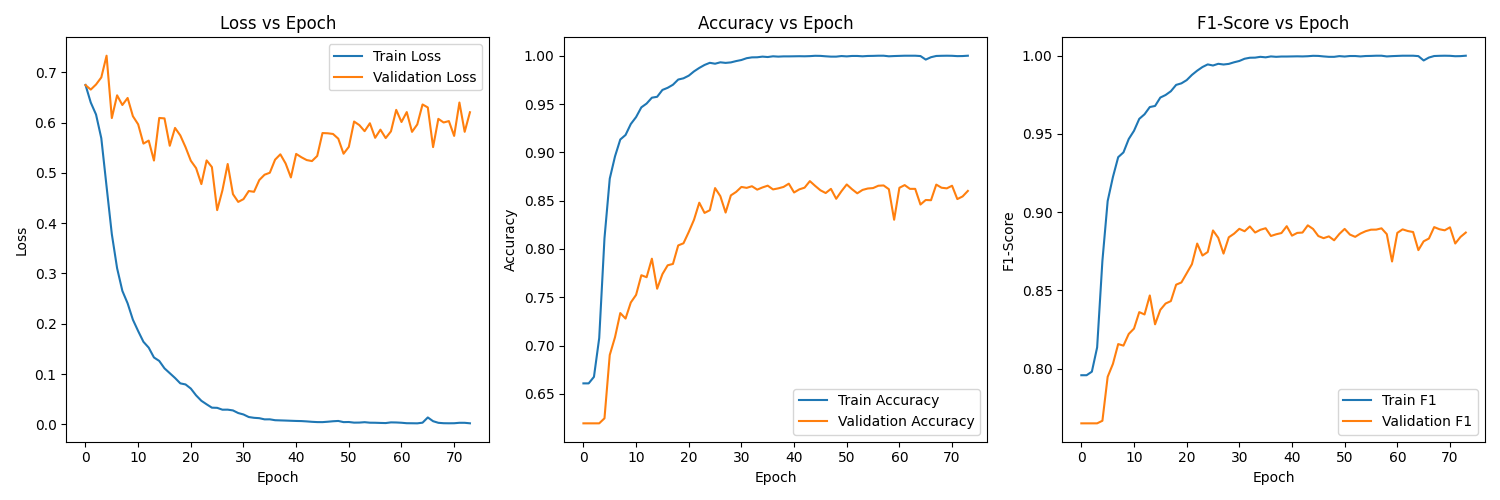 Loss vs Epoch
Train Loss
Validation Loss
0.7
0.6
0.5
0.4
0.3
0.2
0.1
0.0
Loss
0 10 20 30 40 50 60 70
Epoch
Accuracy vs Epoch
1.00
0.95
0.90
0.85
0.80
0.75
0.70
0.65
Accuracy
Train Accuracy
Validation Accuracy
0 10 20 30 40 50 60 70
Epoch
F1-Score vs Epoch
1.00
0.95
0.90
0.85
0.80
F1-Score
Train F1
Validation F1
0 10 20 30 40 50 60 70
Epoch